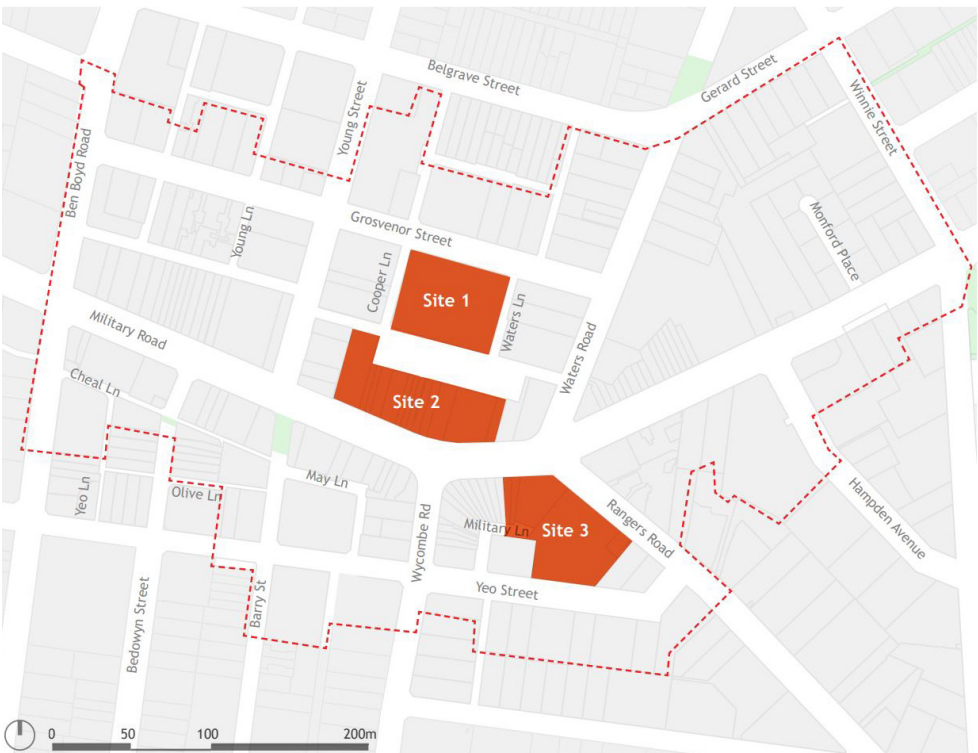 Belgrave Street
Gerard Street
Winnie Street
Young Street
Ben Boyd Road
Monford Place
Young Ln
Grosvenor Street
Cooper Ln
Site 1
Waters Ln
Military Road
Waters Road
Cheal Ln
Site 2
May Ln
Yeo Ln
Olive Ln
Wycombe Rd
Military Ln
Site 3
Rangers Road
Hampden Avenue
Yeo Street
Bedowyn Street
Barry St
0 50 100 200m